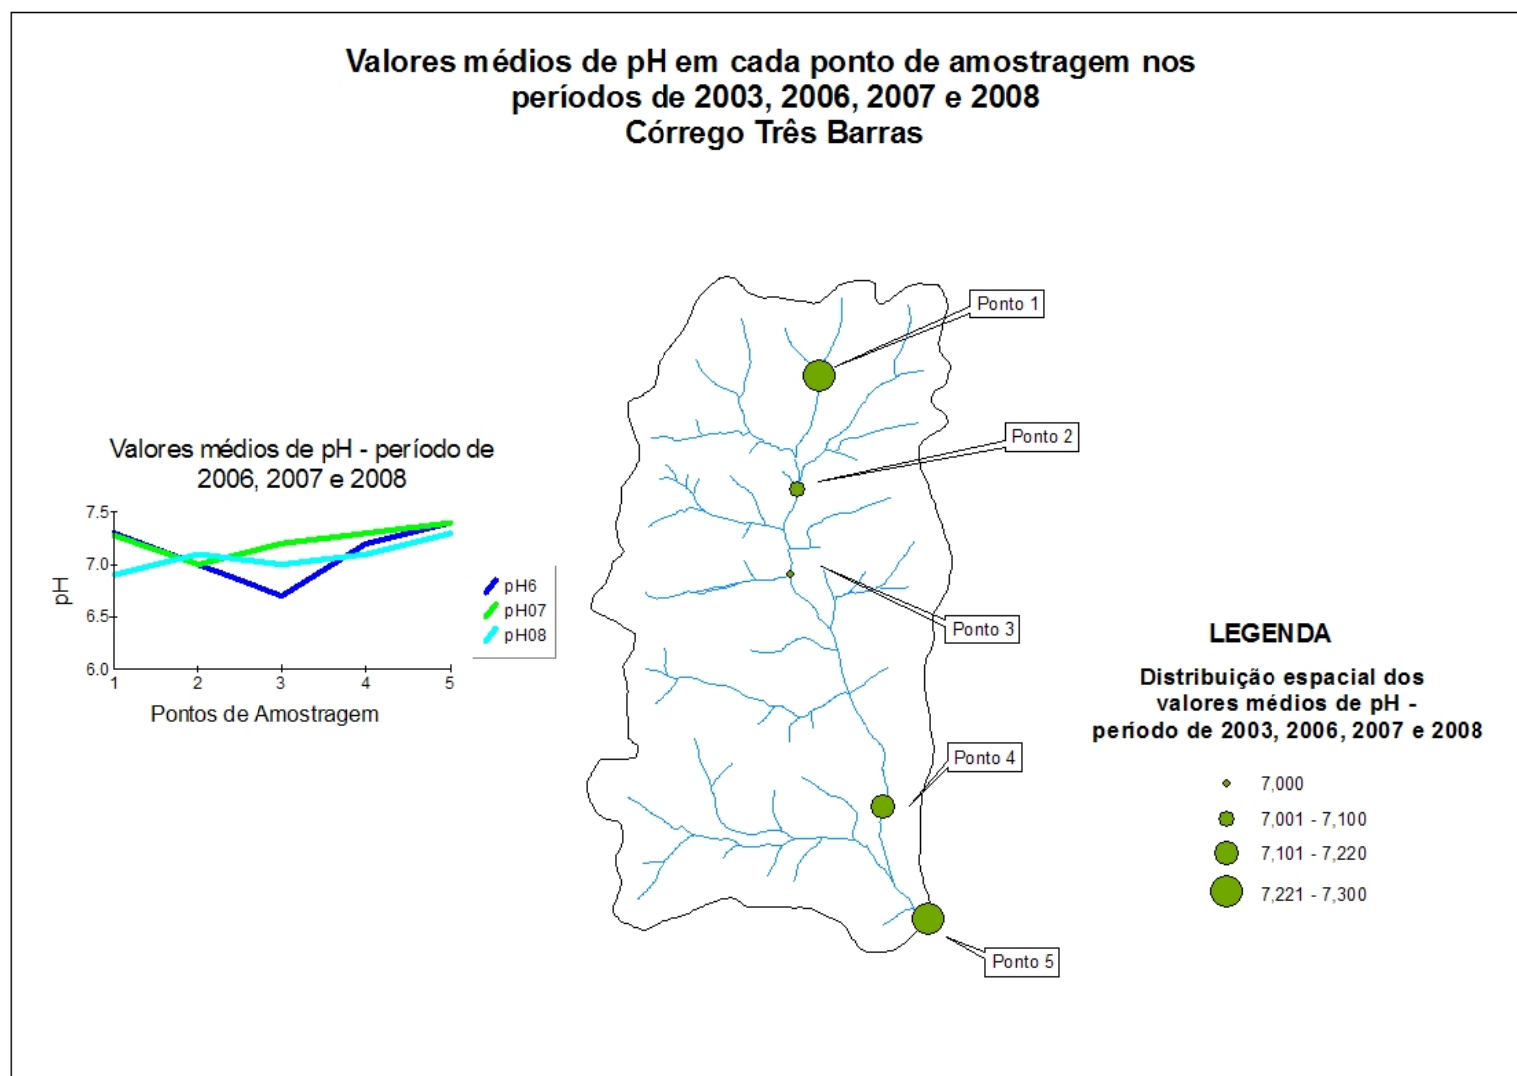 Valores médios de pH em cada ponto de amostragem nos
períodos de 2003, 2006, 2007 e 2008
Córrego Três Barras
Ponto 1
Ponto 2
Ponto 3
Ponto 4
Ponto 5
Valores médios de pH - período de
2006, 2007 e 2008
7.5
7.0
6.5
6.0
pH
1 2 3 4 5
Pontos de Amostragem
pH6
pH07
pH08
LEGENDA
Distribuição espacial dos
valores médios de pH -
período de 2003, 2006, 2007 e 2008
7,000
7,001 - 7,100
7,101 - 7,220
7,221 - 7,300